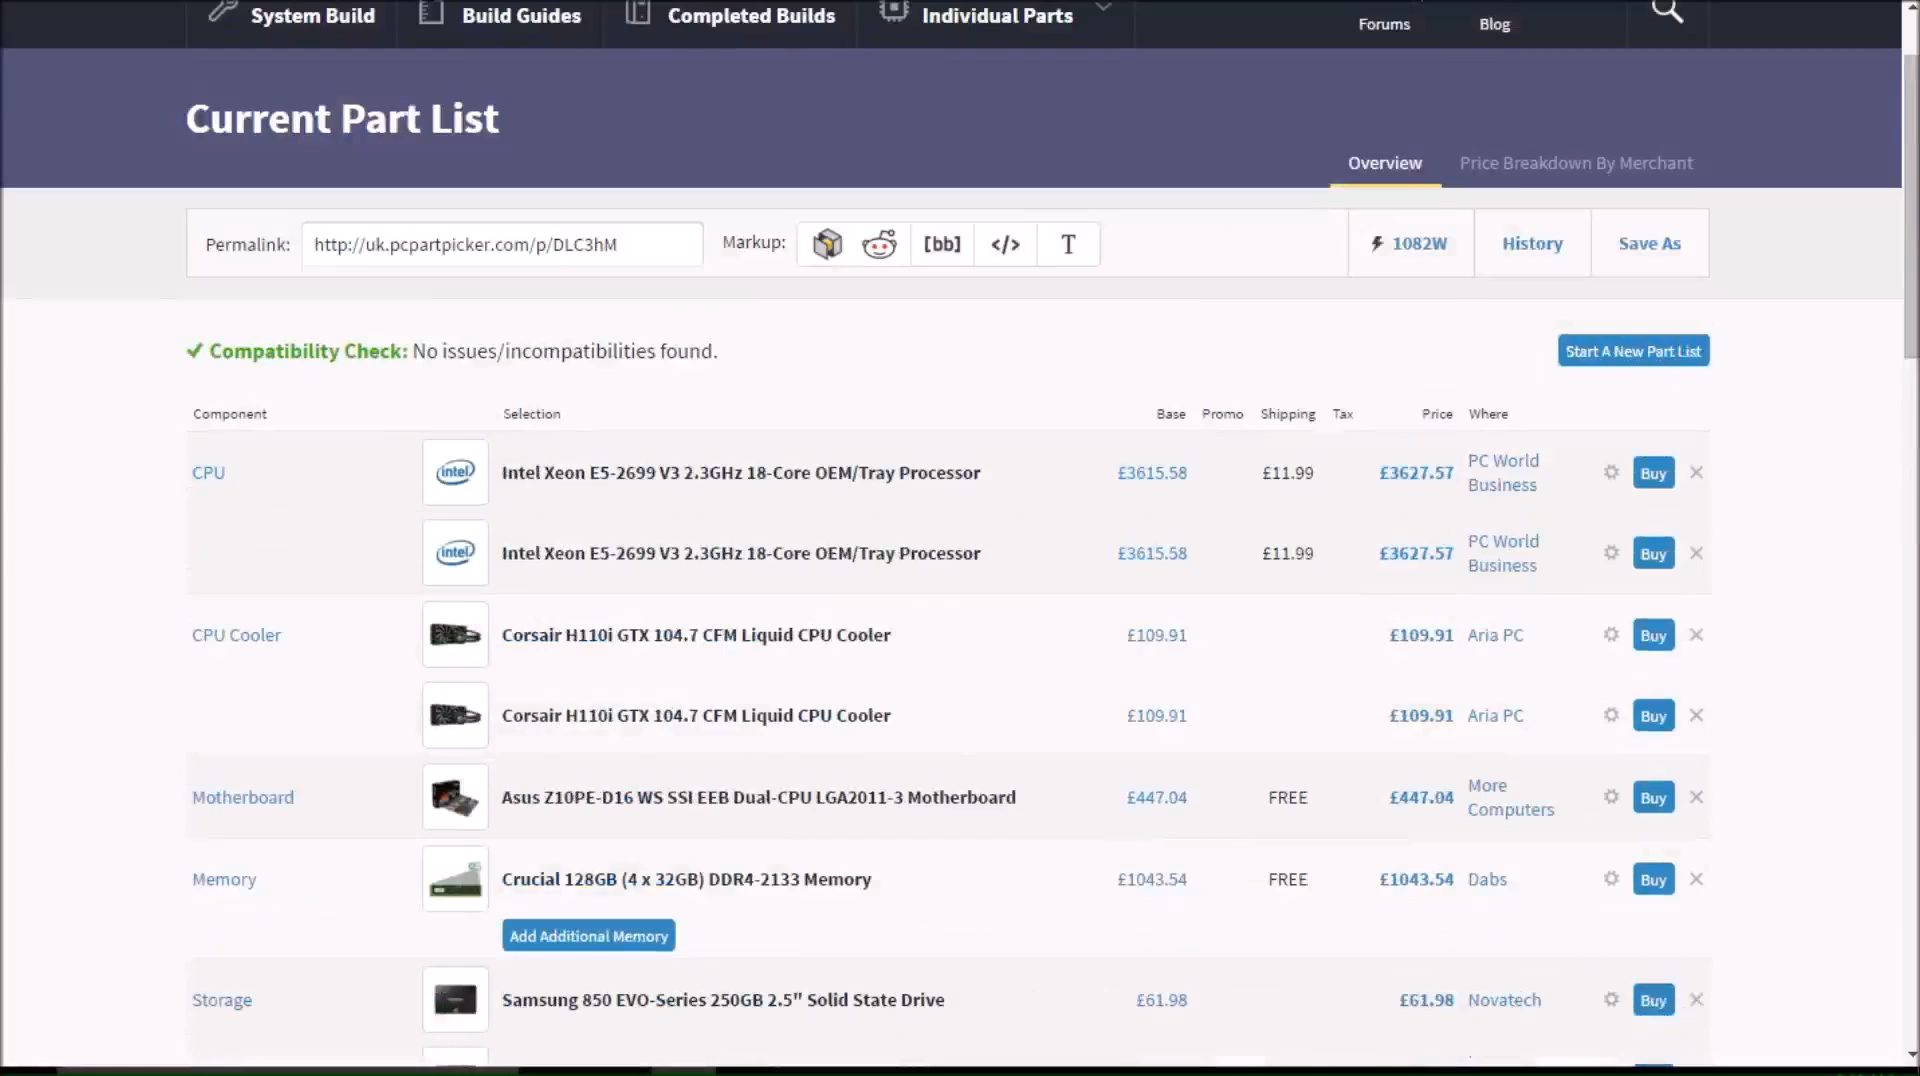 System Build
Build Guides
Completed Builds
Individual Parts
Forums
Blog
Current Part List
Overview
Price Breakdown By Merchant
Permalink: http://uk.pcpartpicker.com/p/DLC3hM
Markup: [bb] </> T
1082W
History
Save As
Compatibility Check: No issues/incompatibilities found.
Start A New Part List
Component Selection Base Promo Shipping Tax Price Where
CPU intel Intel Xeon E5-2699 V3 2.3GHz 18-Core OEM/Tray Processor £3615.58 £11.99 £3627.57 PC World Business Buy
intel Intel Xeon E5-2699 V3 2.3GHz 18-Core OEM/Tray Processor £3615.58 £11.99 £3627.57 PC World Business Buy
CPU Cooler Corsair H110i GTX 104.7 CFM Liquid CPU Cooler £109.91 £109.91 Aria PC Buy
Corsair H110i GTX 104.7 CFM Liquid CPU Cooler £109.91 £109.91 Aria PC Buy
Motherboard Asus Z10PE-D16 WS SSI EEB Dual-CPU LGA2011-3 Motherboard £447.04 FREE £447.04 More Computers Buy
Memory Crucial 128GB (4 x 32GB) DDR4-2133 Memory £1043.54 FREE £1043.54 Dabs Buy
Add Additional Memory
Storage Samsung 850 EVO-Series 250GB 2.5" Solid State Drive £61.98 £61.98 Novatech Buy